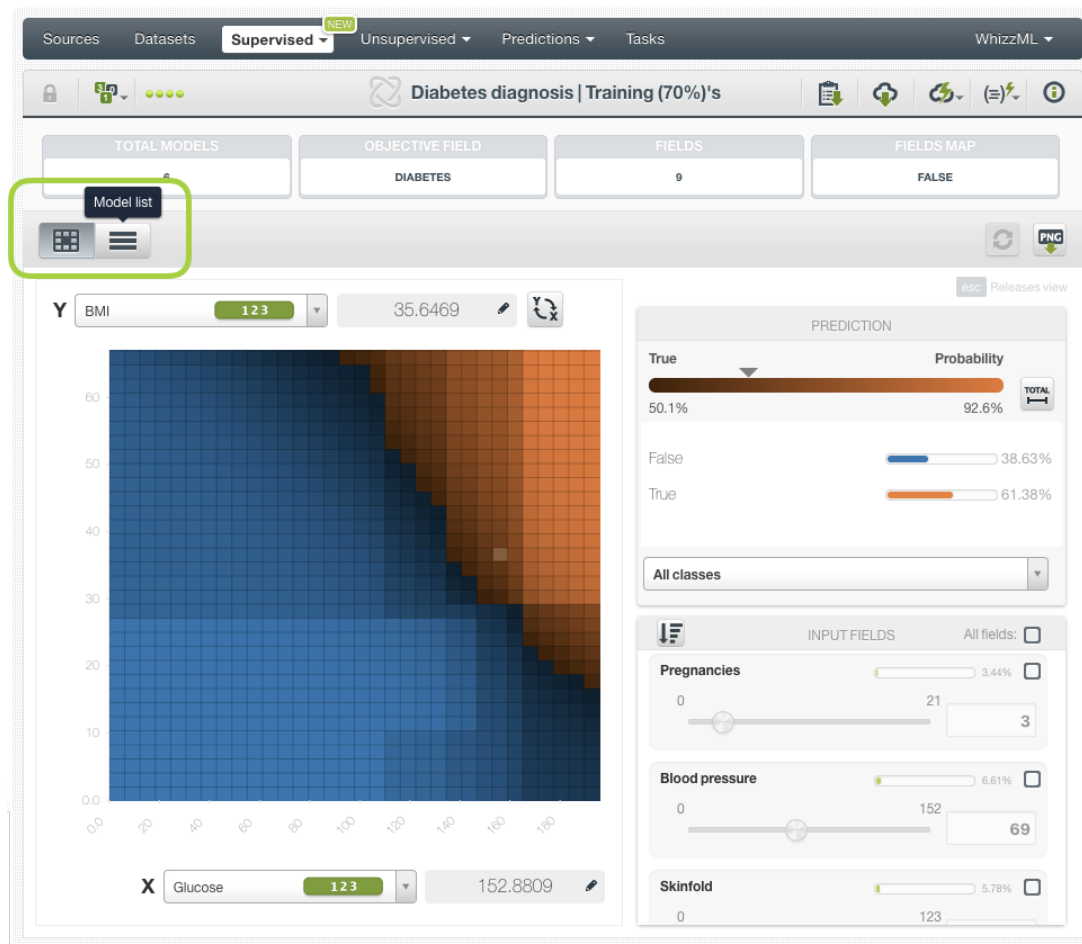 NEW
Sources Datasets Supervised Unsupervised Predictions Tasks WhizzML
Diabetes diagnosis | Training (70%)'s
TOTAL MODELS OBJECTIVE FIELD FIELDS FIELDS MAP
6 DIABETES 9 FALSE
Model list
PNG
esc Releases view
Y BMI 123 35.6469 Y X
PREDICTION
True Probability
TOTAL
50.1% 92.6%
False 38.63%
True 61.38%
All classes
INPUT FIELDS All fields:
Pregnancies 3.44%
0 21
3
Blood pressure 6.61%
0 152
69
Skinfold 5.78%
0 123
60
50
40
30
20
10
0.0
0.0 20 40 60 80 100 120 140 160 180
X Glucose 123 152.8809